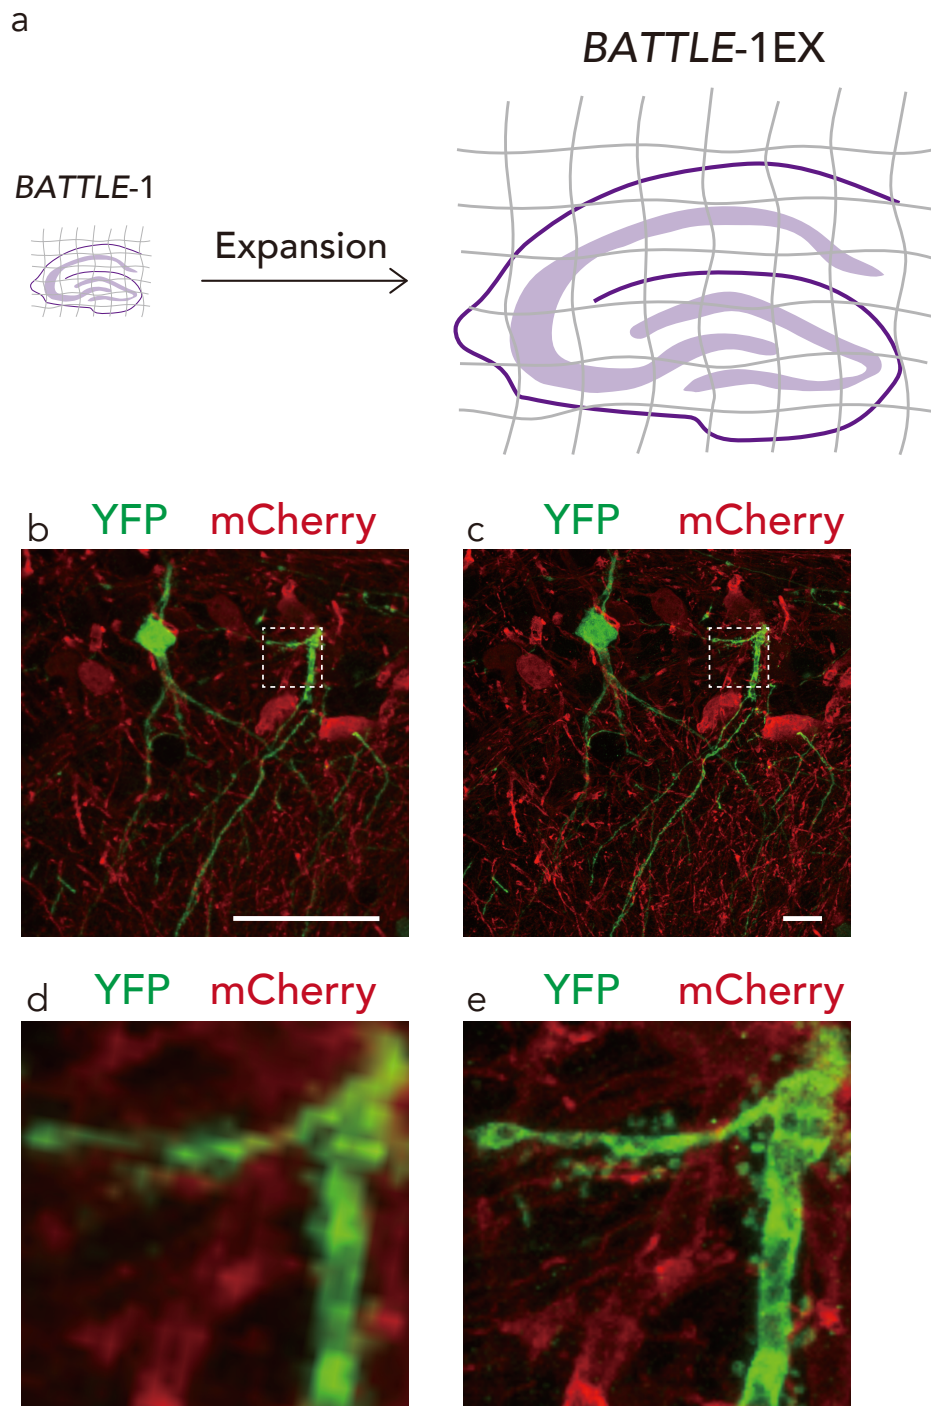 a
BATTLE-1EX
BATTLE-1
Expansion
b YFP mCherry
c YFP mCherry
d YFP mCherry
e YFP mCherry